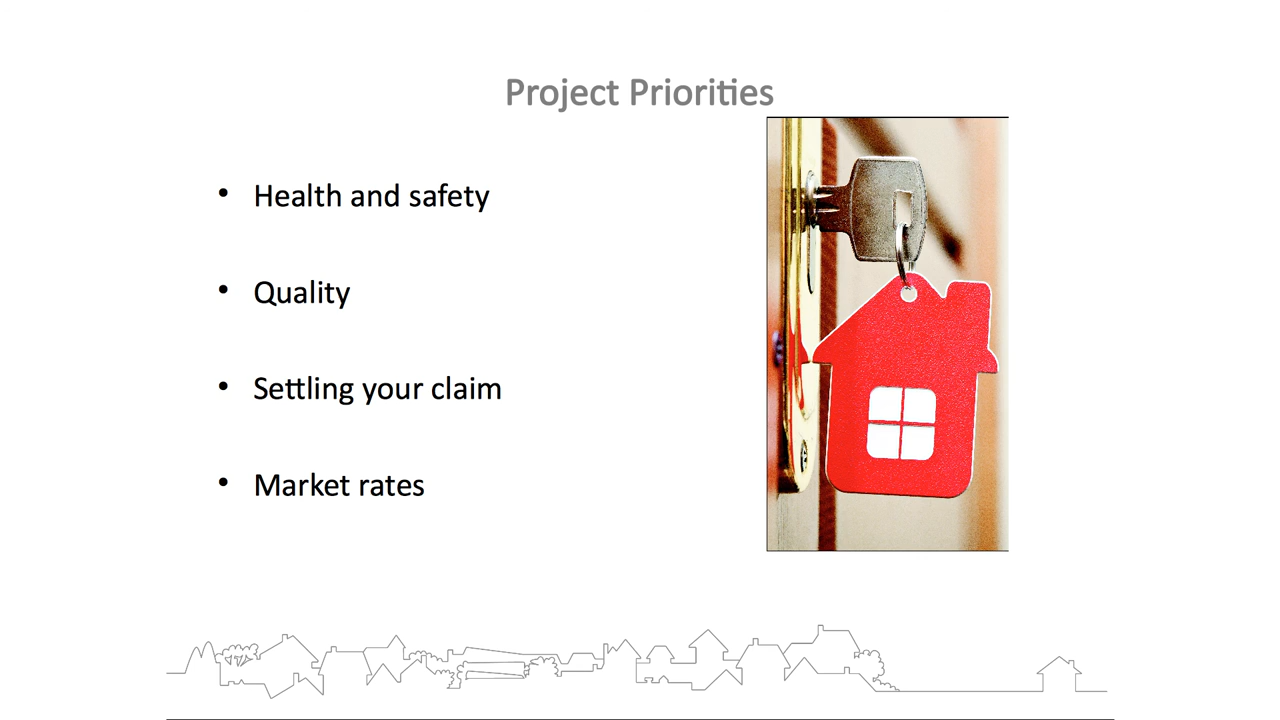 Project Priorities
• Health and safety
• Quality
• Settling your claim
• Market rates